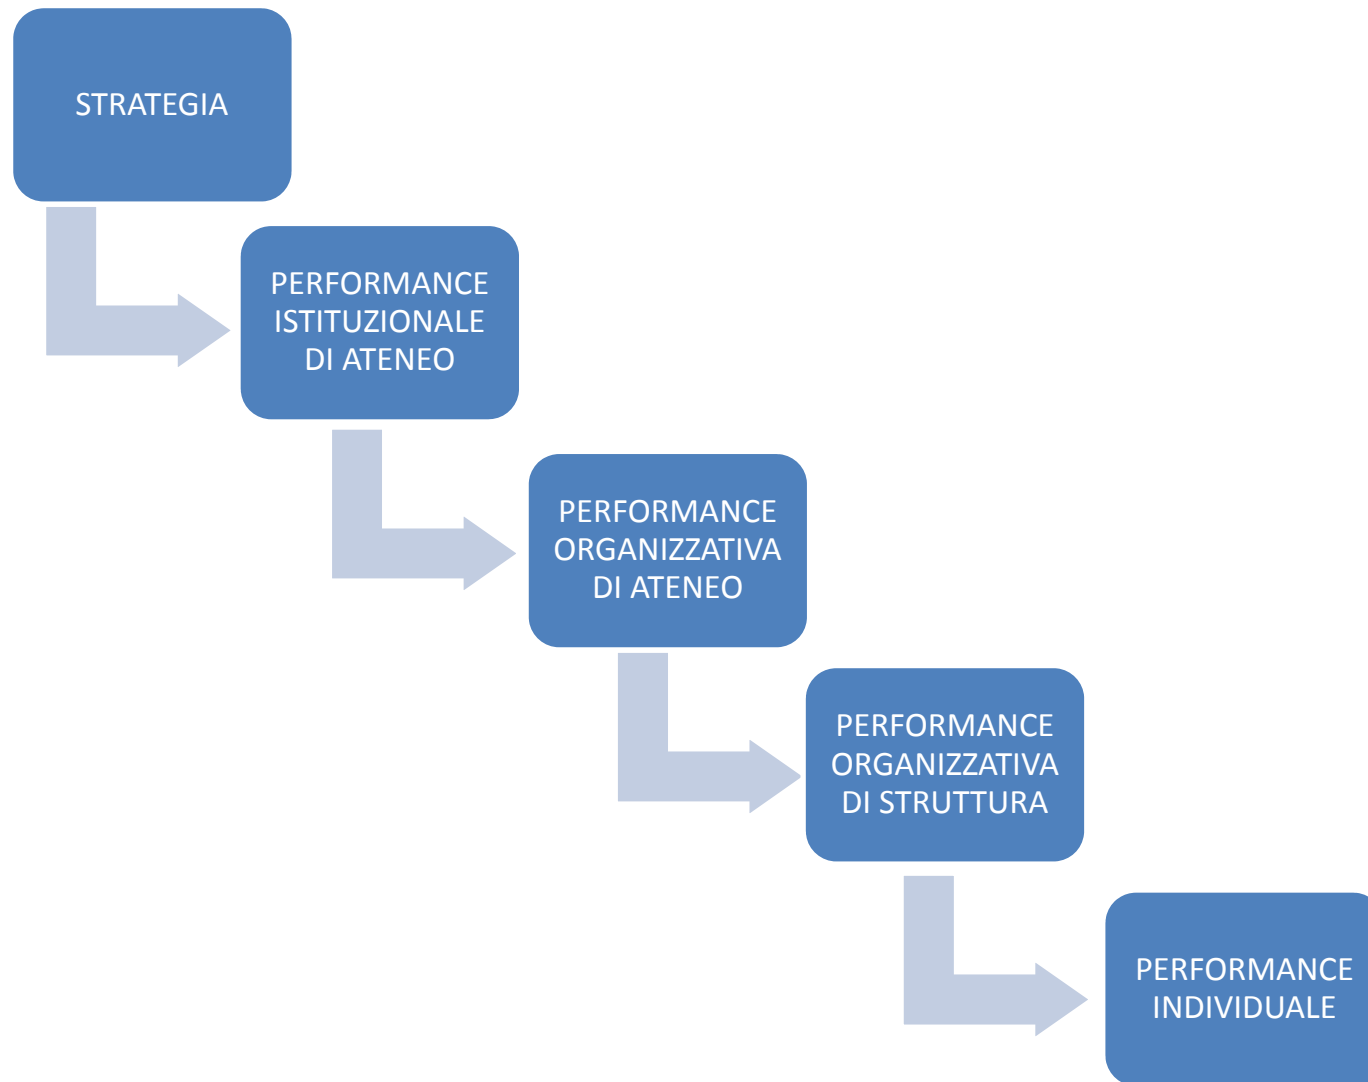 STRATEGIA
PERFORMANCE
ISTITUZIONALE
DI ATENEO
PERFORMANCE
ORGANIZZATIVA
DI ATENEO
PERFORMANCE
ORGANIZZATIVA
DI STRUTTURA
PERFORMANCE
INDIVIDUALE